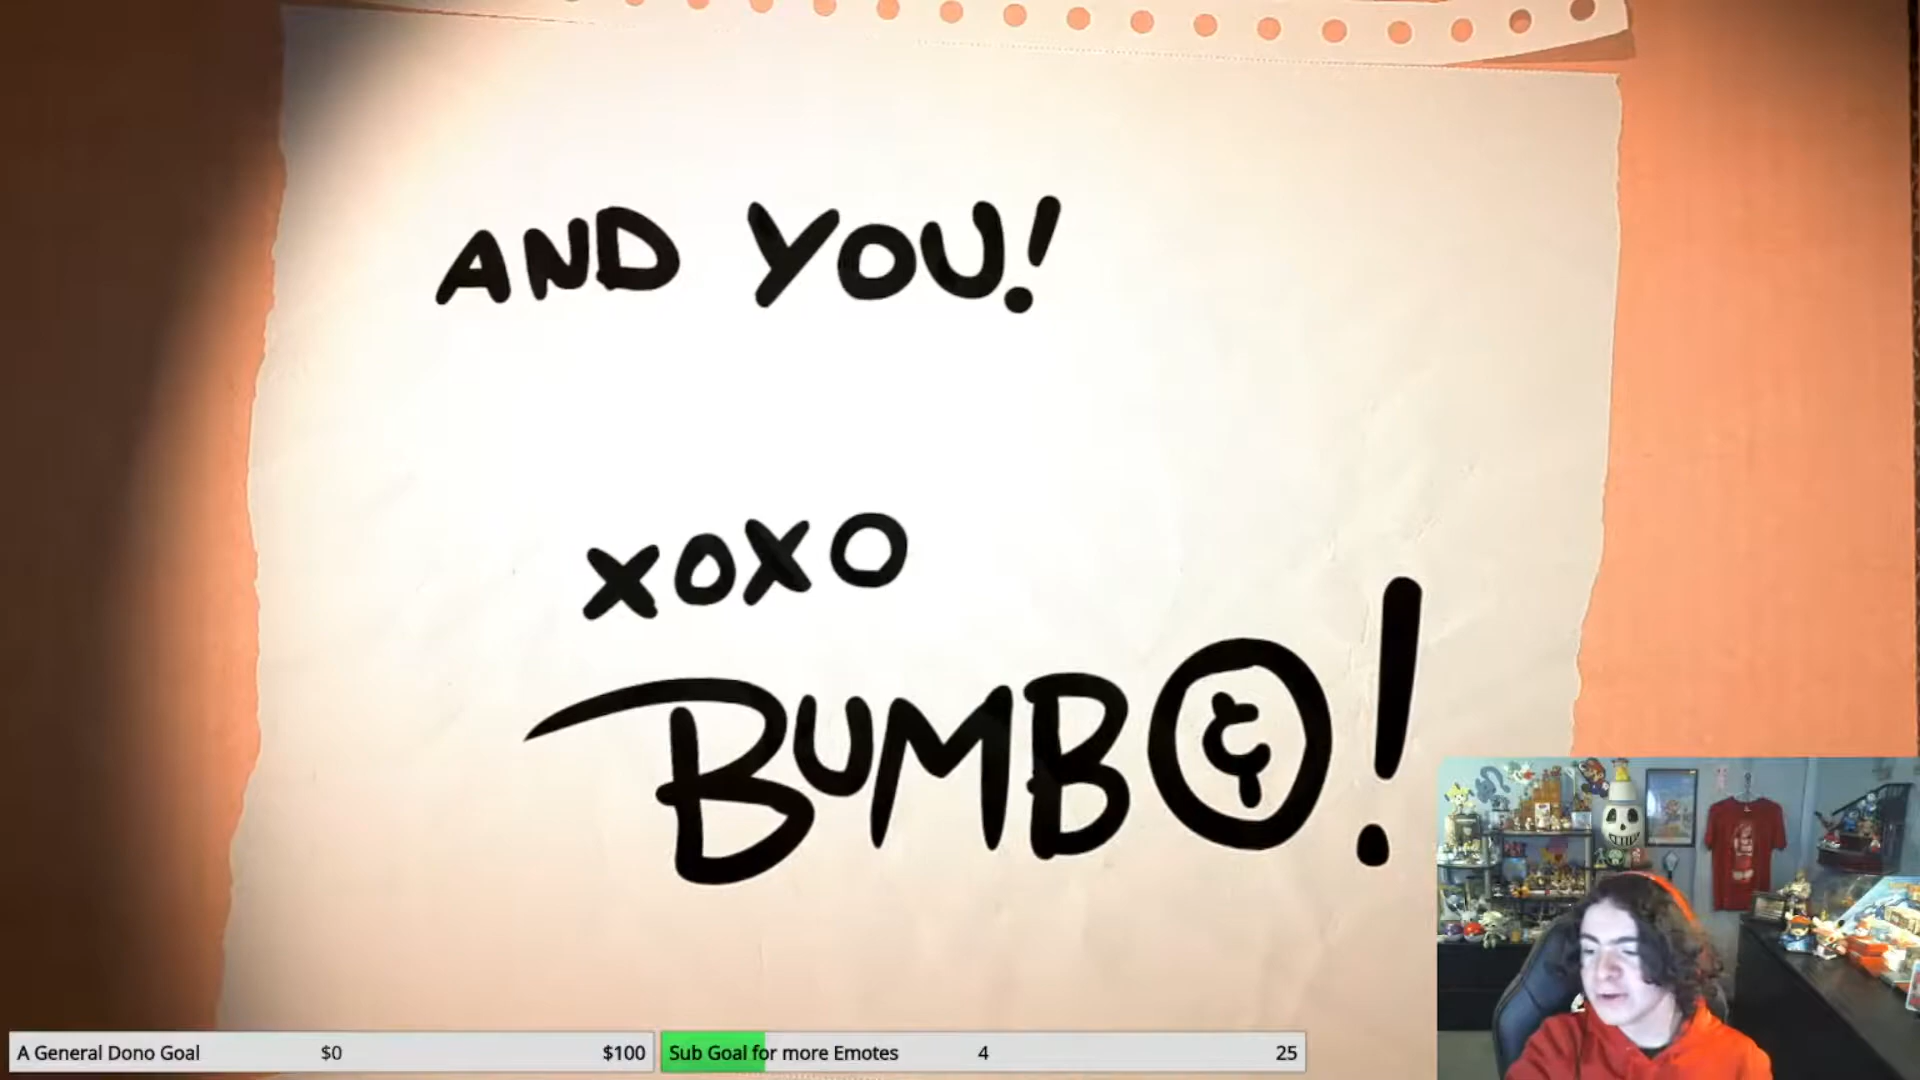 AND YOU!
XOXO
BUMBO!
A General Dono Goal $0 $100
Sub Goal for more Emotes 4 25